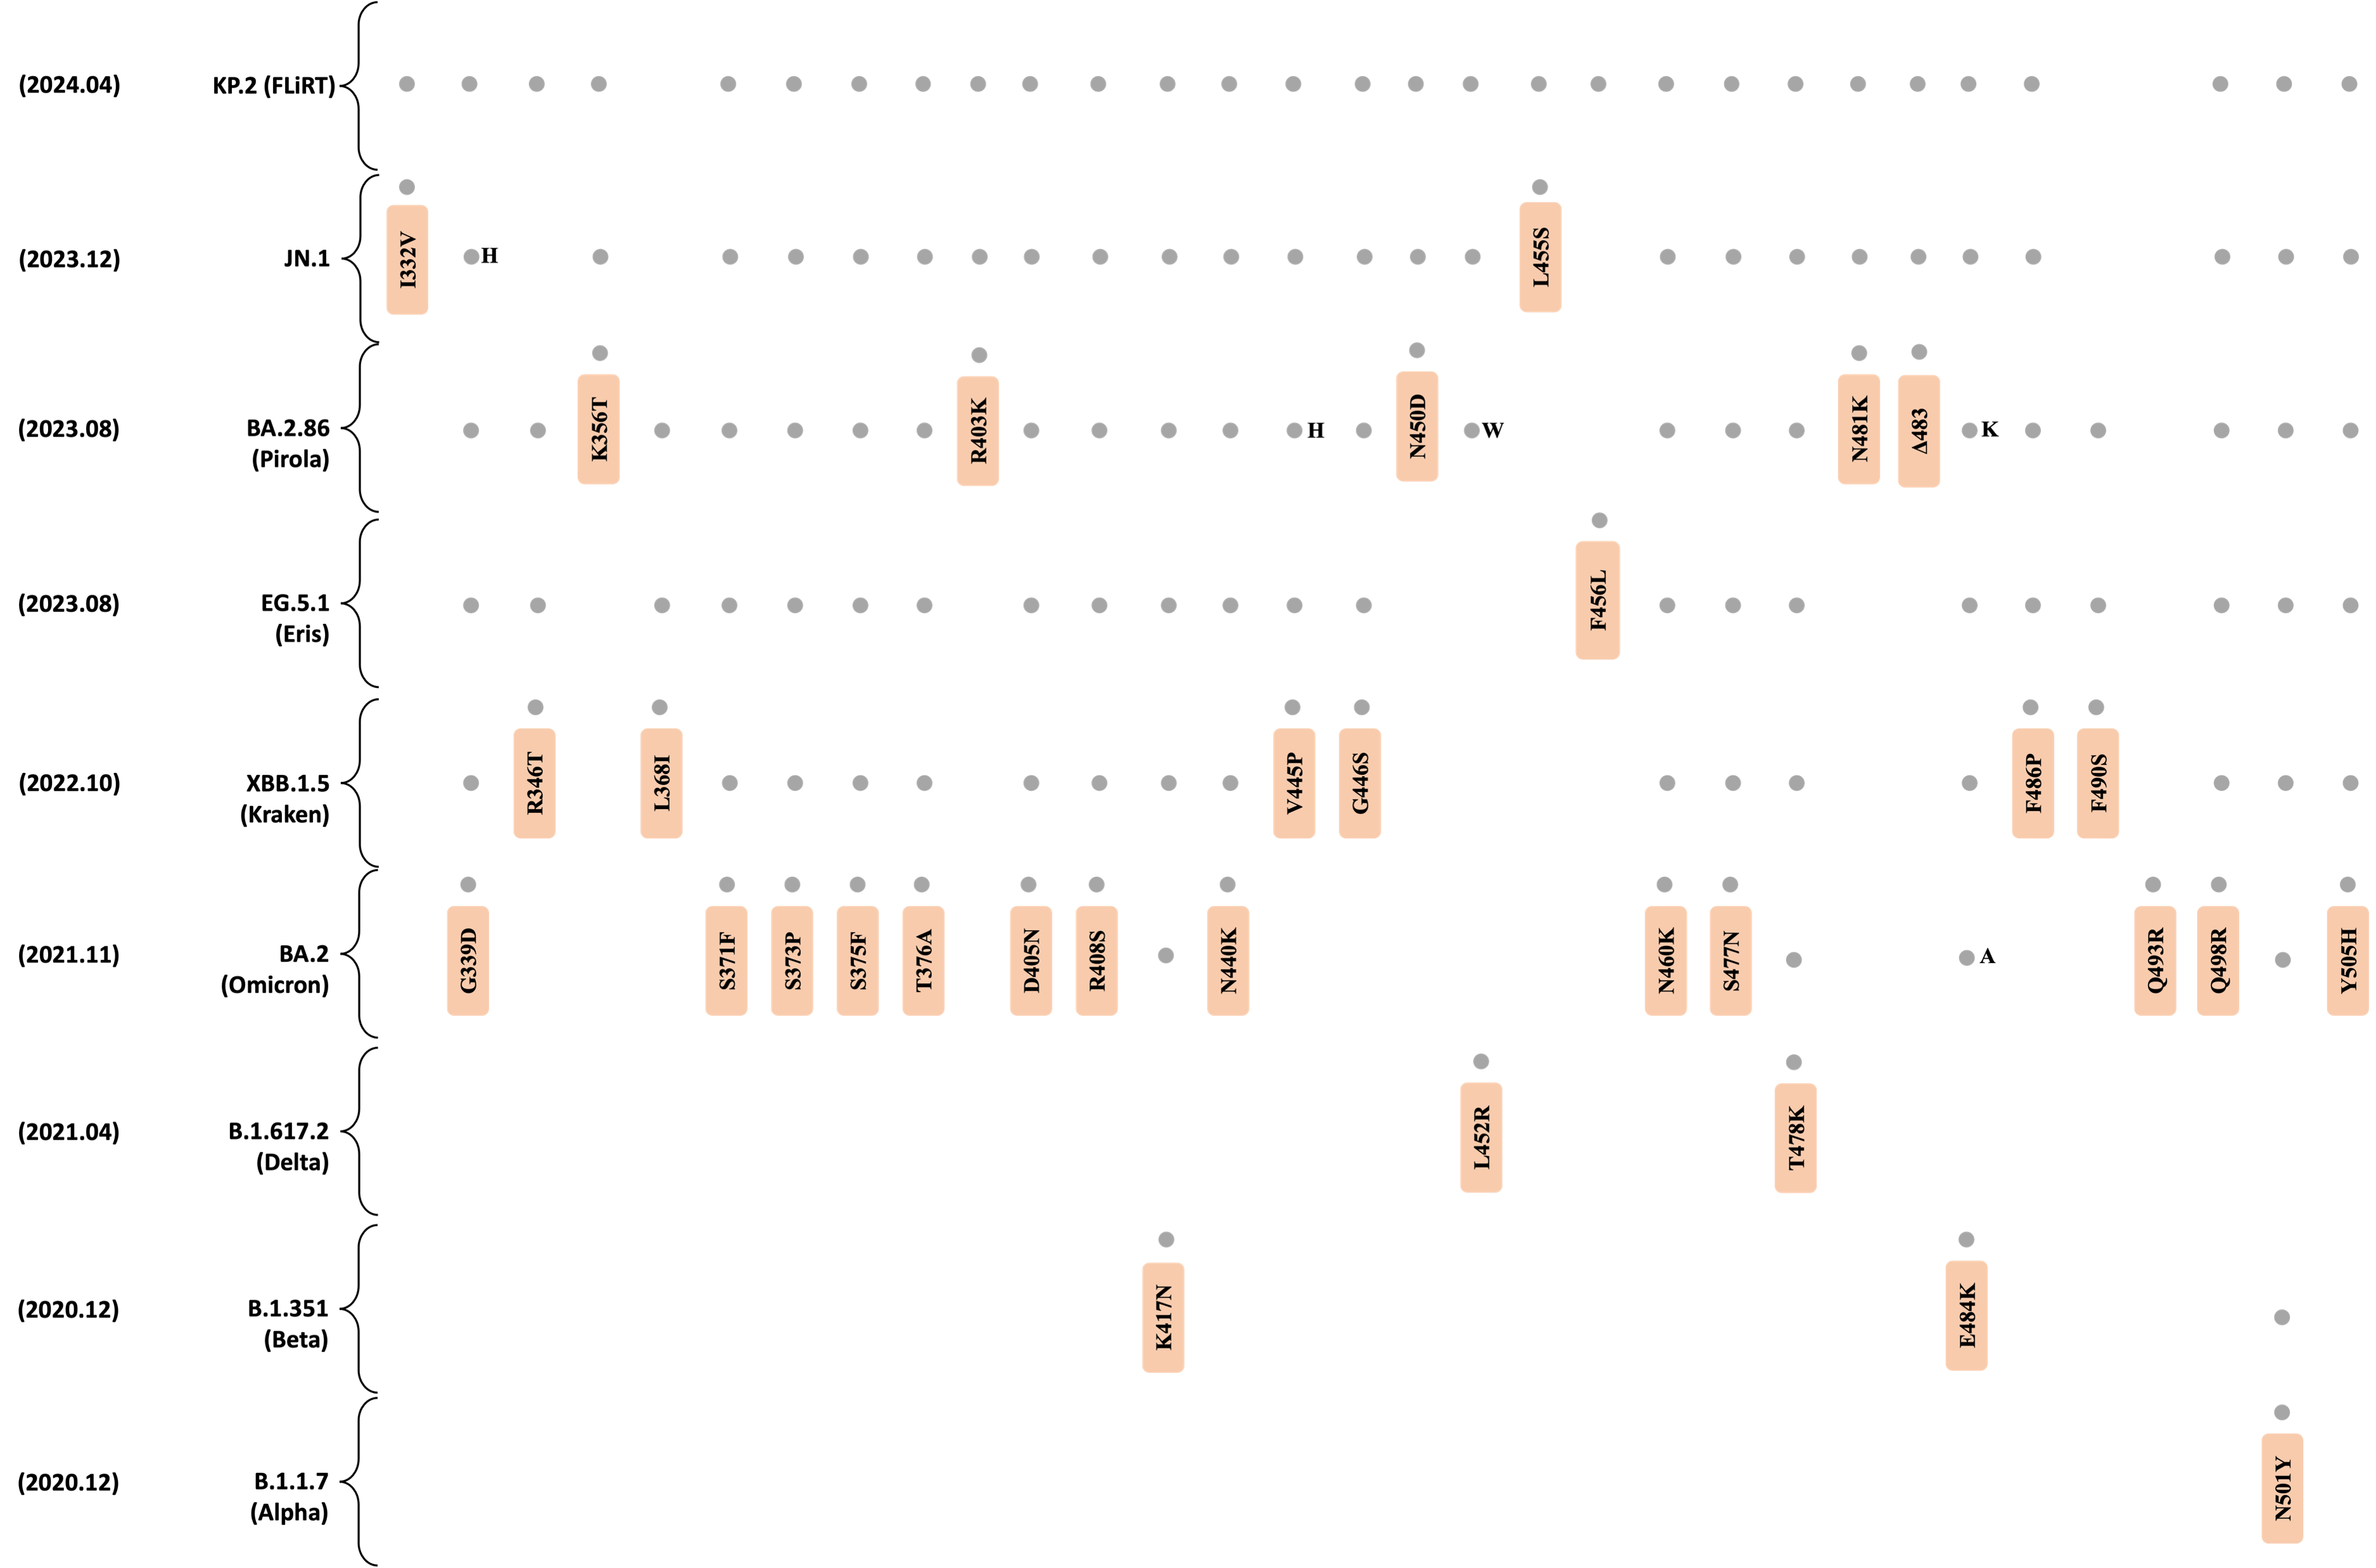 (2024.04) KP.2 (FLiRT)
(2023.12) JN.1 I332V H L455S
(2023.08) BA.2.86
(Pirola) K356T R403K H N450D W N481K Δ483 K
(2023.08) EG.5.1
(Eris) F456L
(2022.10) XBB.1.5
(Kraken) R346T L368I V445P G446S F486P F490S
(2021.11) BA.2
(Omicron) G339D S371F S373P S375F T376A D405N R408S N440K N460K S477N A Q493R Q498R Y505H
(2021.04) B.1.617.2
(Delta) L452R T478K
(2020.12) B.1.351
(Beta) K417N E484K
(2020.12) B.1.1.7
(Alpha) N501Y